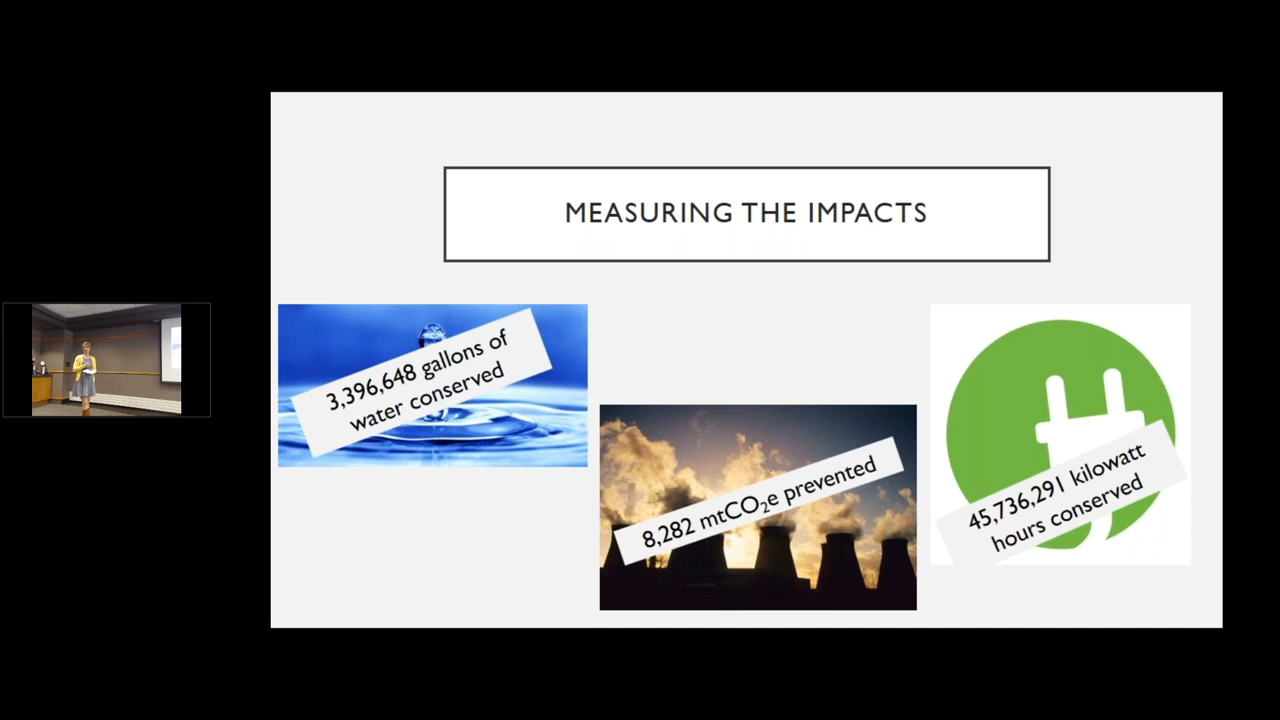 MEASURING THE IMPACTS
3,396,648 gallons of
water conserved
8,282 mtCO₂e prevented
45,736,291 kilowatt
hours conserved